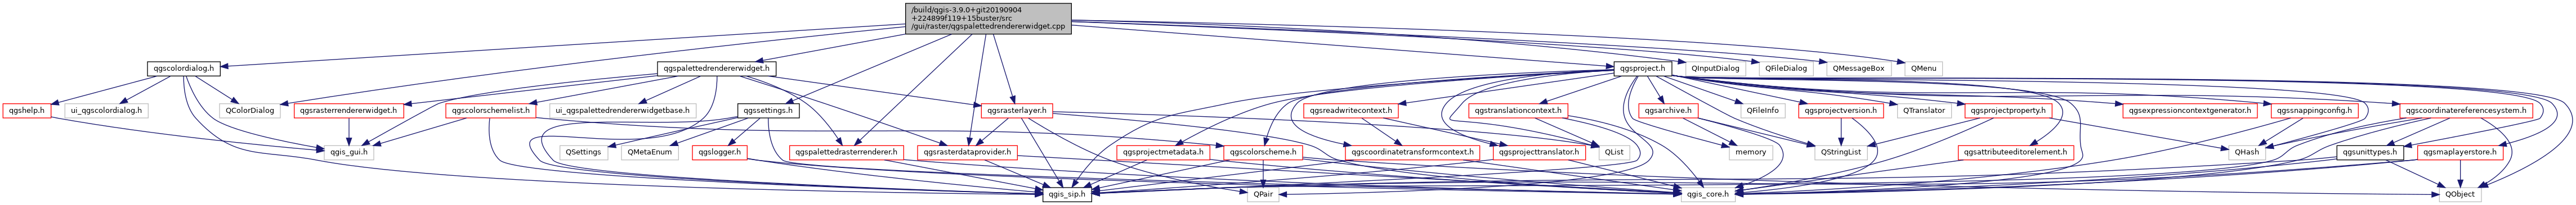 /build/qgis-3.9.0+git20190904
+224899f119+15buster/src
/gui/raster/qgspalettedrendererwidget.cpp
qgscolordialog.h
qgspalettedrendererwidget.h
qgsproject.h
QInputDialog
QFileDialog
QMessageBox
QMenu
qgshelp.h
ui_qgscolordialog.h
QColorDialog
qgsrasterrendererwidget.h
qgscolorschemelist.h
ui_qgspalettedrendererwidgetbase.h
qgssettings.h
qgsrasterlayer.h
qgsreadwritecontext.h
qgstranslationcontext.h
qgsarchive.h
QFileInfo
qgsprojectversion.h
QTranslator
qgsprojectproperty.h
qgsexpressioncontextgenerator.h
qgssnappingconfig.h
qgscoordinatereferencesystem.h
qgis_gui.h
QSettings
QMetaEnum
qgslogger.h
qgspalettedrasterrenderer.h
qgsrasterdataprovider.h
qgsprojectmetadata.h
qgscolorscheme.h
qgscoordinatetransformcontext.h
qgsprojecttranslator.h
QList
memory
QStringList
qgsattributeeditorelement.h
QHash
qgsunittypes.h
qgsmaplayerstore.h
qgis_sip.h
QPair
qgis_core.h
QObject